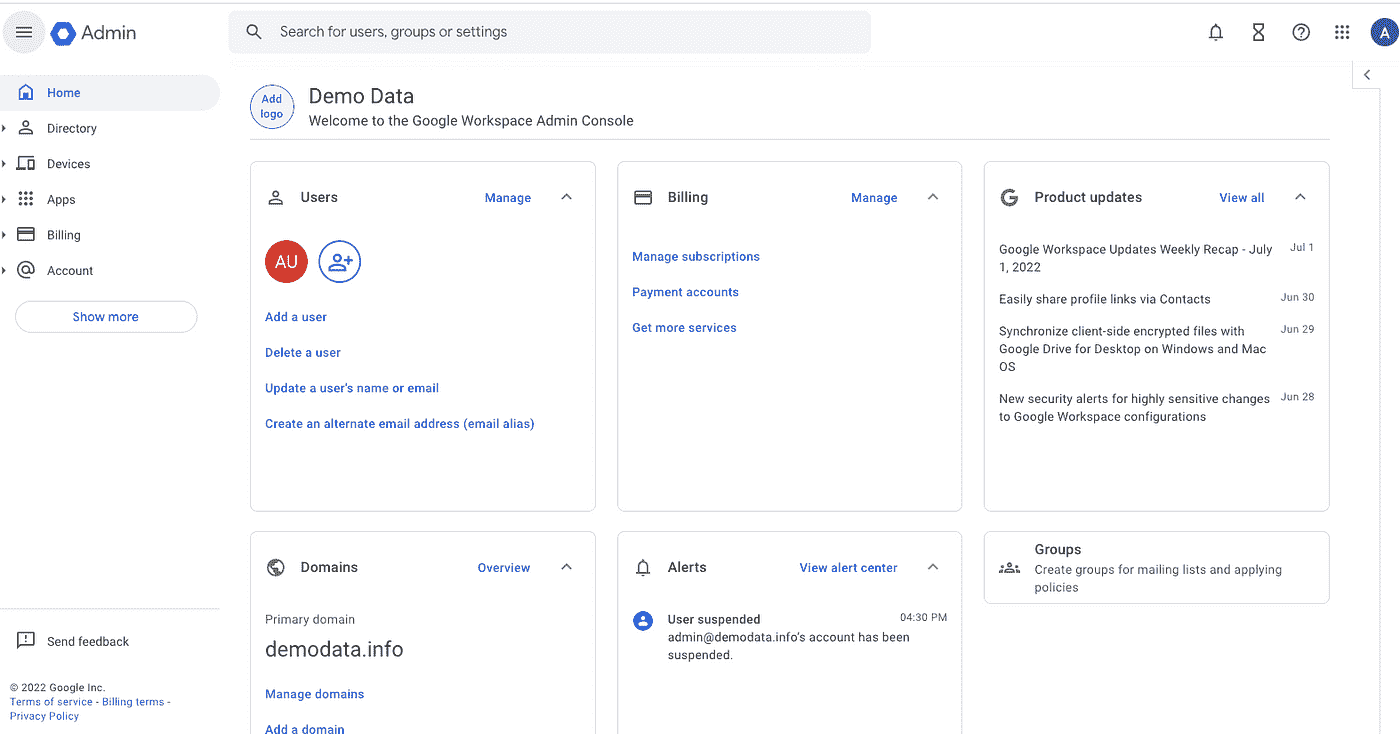 Admin
Search for users, groups or settings
A
Home
Directory
Devices
Apps
Billing
Account
Show more
Send feedback
© 2022 Google Inc.
Terms of service - Billing terms -
Privacy Policy
Add
logo
Demo Data
Welcome to the Google Workspace Admin Console
Users
Manage
AU
Add a user
Delete a user
Update a user's name or email
Create an alternate email address (email alias)
Billing
Manage
Manage subscriptions
Payment accounts
Get more services
Product updates
View all
Google Workspace Updates Weekly Recap - July Jul 1
1, 2022
Easily share profile links via Contacts Jun 30
Synchronize client-side encrypted files with Jun 29
Google Drive for Desktop on Windows and Mac
OS
New security alerts for highly sensitive changes Jun 28
to Google Workspace configurations
Domains
Overview
Primary domain
demodata.info
Manage domains
Add a domain
Alerts
View alert center
User suspended 04:30 PM
admin@demodata.info's account has been
suspended.
Groups
Create groups for mailing lists and applying
policies